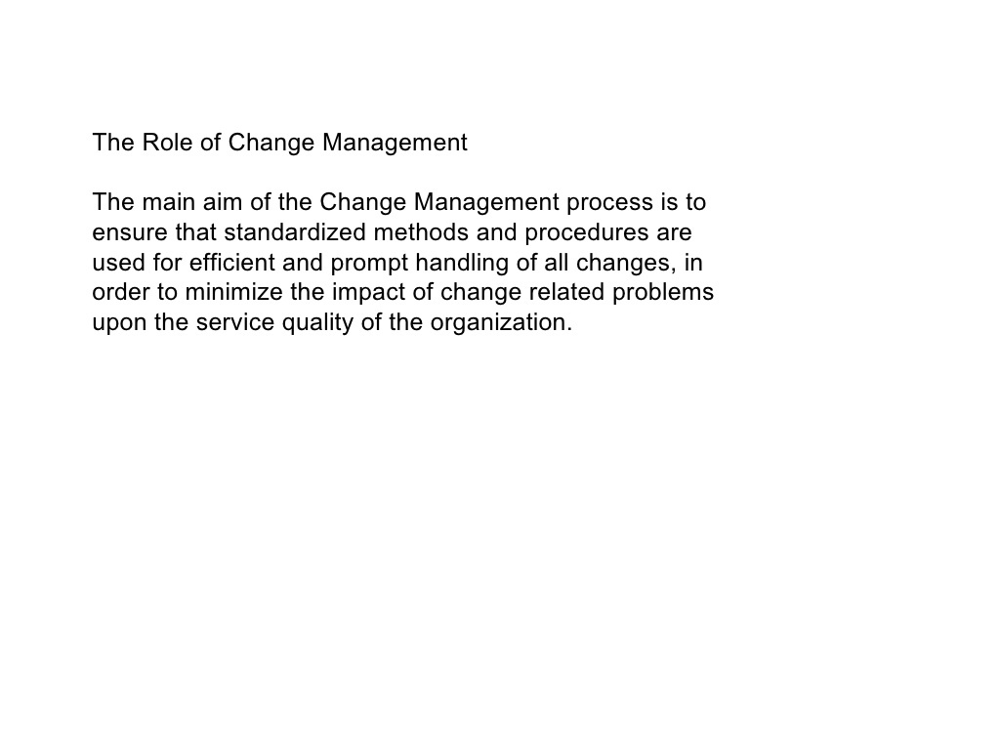 The Role of Change Management
The main aim of the Change Management process is to
ensure that standardized methods and procedures are
used for efficient and prompt handling of all changes, in
order to minimize the impact of change related problems
upon the service quality of the organization.